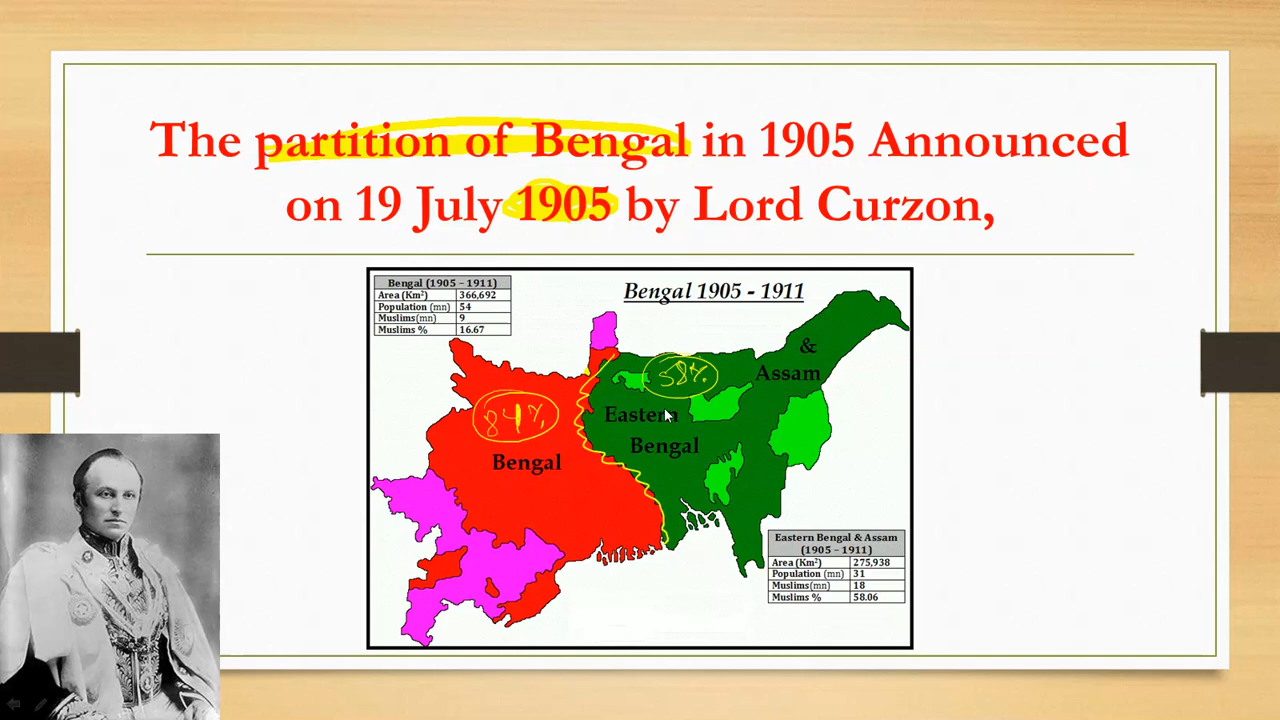 The partition of Bengal in 1905 Announced
on 19 July 1905 by Lord Curzon,
Bengal (1905 – 1911)
Area (Km²) 366,692
Population (mn) 54
Muslims(mn) 9
Muslims % 16.67
Bengal 1905 - 1911
&
Assam
58%
84%
Eastern
Bengal
Bengal
Eastern Bengal & Assam
(1905 – 1911)
Area (Km²) 275,938
Population (mn) 31
Muslims(mn) 18
Muslims % 58.06